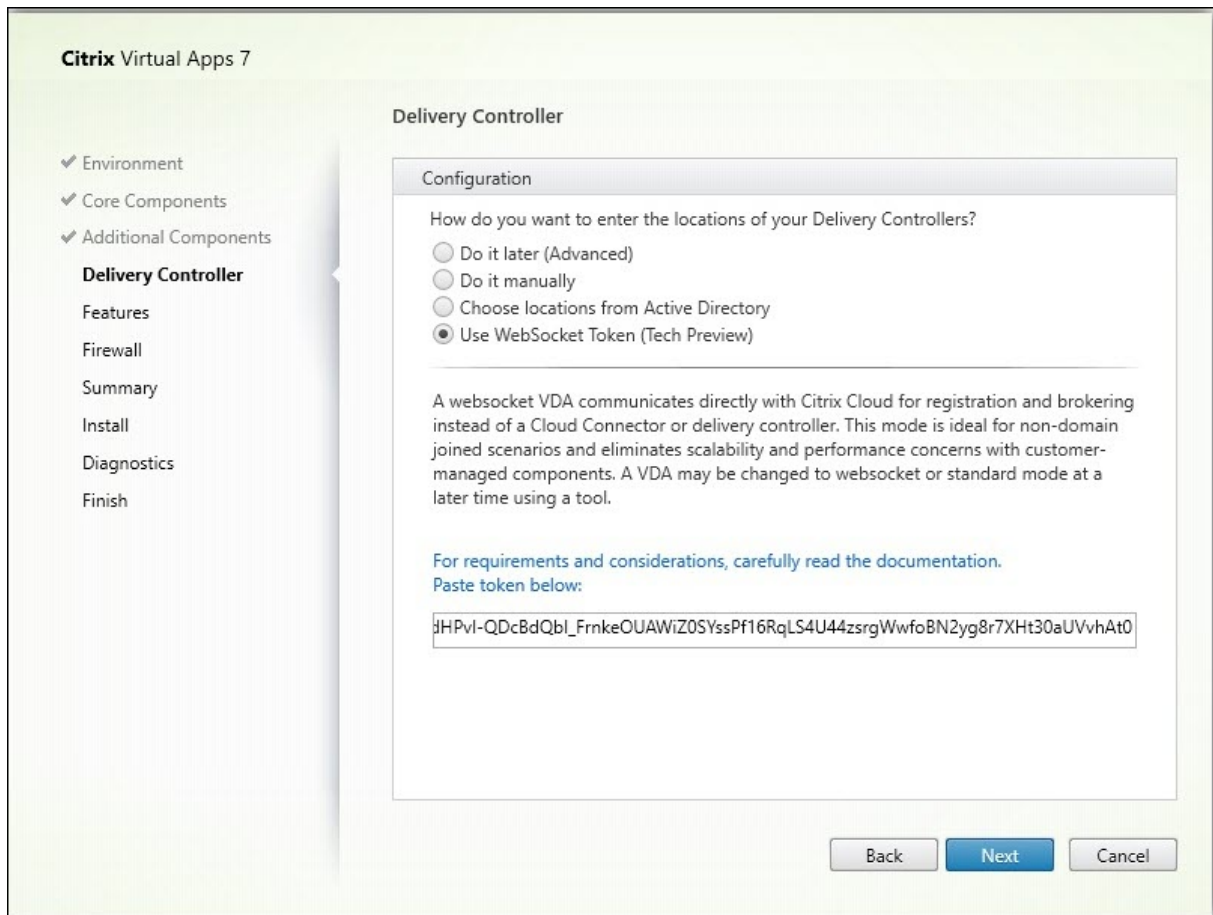 Citrix Virtual Apps 7
Delivery Controller
Environment
Core Components
Additional Components
Delivery Controller
Features
Firewall
Summary
Install
Diagnostics
Finish
Configuration
How do you want to enter the locations of your Delivery Controllers?
Do it later (Advanced)
Do it manually
Choose locations from Active Directory
Use WebSocket Token (Tech Preview)
A websocket VDA communicates directly with Citrix Cloud for registration and brokering
instead of a Cloud Connector or delivery controller. This mode is ideal for non-domain
joined scenarios and eliminates scalability and performance concerns with customer-
managed components. A VDA may be changed to websocket or standard mode at a
later time using a tool.
For requirements and considerations, carefully read the documentation.
Paste token below:
dHPvI-QDcBdQbI_FrnkeOUAWiZ0SYssPf16RqLS4U44zsrgWwfoBN2yg8r7XHt30aUVvhAt0
Back
Next
Cancel